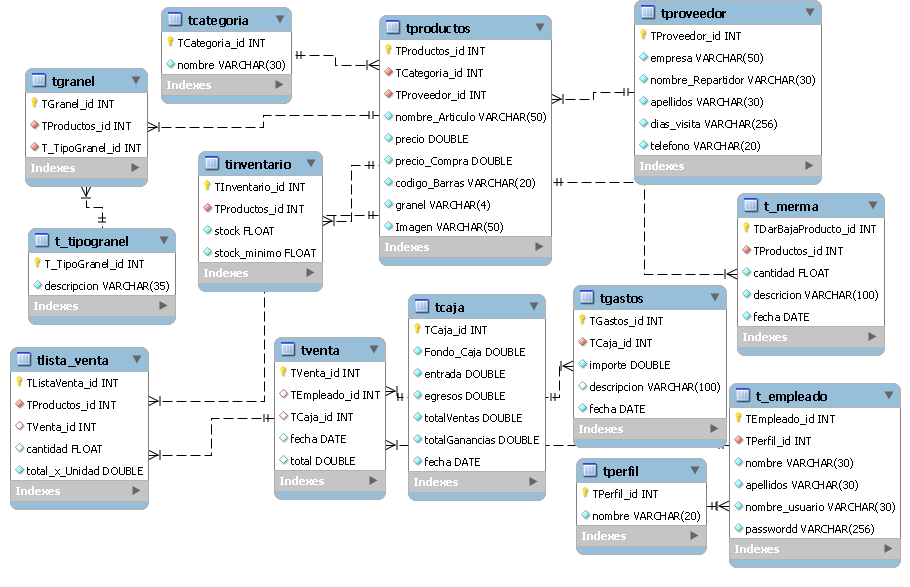 tcategoria
TCategoria_id INT
nombre VARCHAR(30)
Indexes
tproductos
TProductos_id INT
TCategoria_id INT
TProveedor_id INT
nombre_Articulo VARCHAR(50)
precio DOUBLE
precio_Compra DOUBLE
codigo_Barras VARCHAR(20)
granel VARCHAR(4)
Imagen VARCHAR(50)
Indexes
tproveedor
TProveedor_id INT
empresa VARCHAR(50)
nombre_Repartidor VARCHAR(30)
apellidos VARCHAR(30)
dias_visita VARCHAR(256)
telefono VARCHAR(20)
Indexes
tgranel
TGranel_id INT
TProductos_id INT
T_TipoGranel_id INT
Indexes
tinventario
TInventario_id INT
TProductos_id INT
stock FLOAT
stock_minimo FLOAT
Indexes
t_merma
TDarBajaProducto_id INT
TProductos_id INT
cantidad FLOAT
descricion VARCHAR(100)
fecha DATE
Indexes
t_tipogranel
T_TipoGranel_id INT
descripcion VARCHAR(35)
Indexes
tlista_venta
TListaVenta_id INT
TProductos_id INT
TVenta_id INT
cantidad FLOAT
total_x_Unidad DOUBLE
Indexes
tventa
TVenta_id INT
TEmpleado_id INT
TCaja_id INT
fecha DATE
total DOUBLE
Indexes
tcaja
TCaja_id INT
Fondo_Caja DOUBLE
entrada DOUBLE
egresos DOUBLE
totalVentas DOUBLE
totalGanancias DOUBLE
fecha DATE
Indexes
tgastos
TGastos_id INT
TCaja_id INT
importe DOUBLE
descripcion VARCHAR(100)
fecha DATE
Indexes
t_empleado
TEmpleado_id INT
TPerfil_id INT
nombre VARCHAR(30)
apellidos VARCHAR(30)
nombre_usuario VARCHAR(30)
passwordd VARCHAR(256)
Indexes
tperfil
TPerfil_id INT
nombre VARCHAR(20)
Indexes